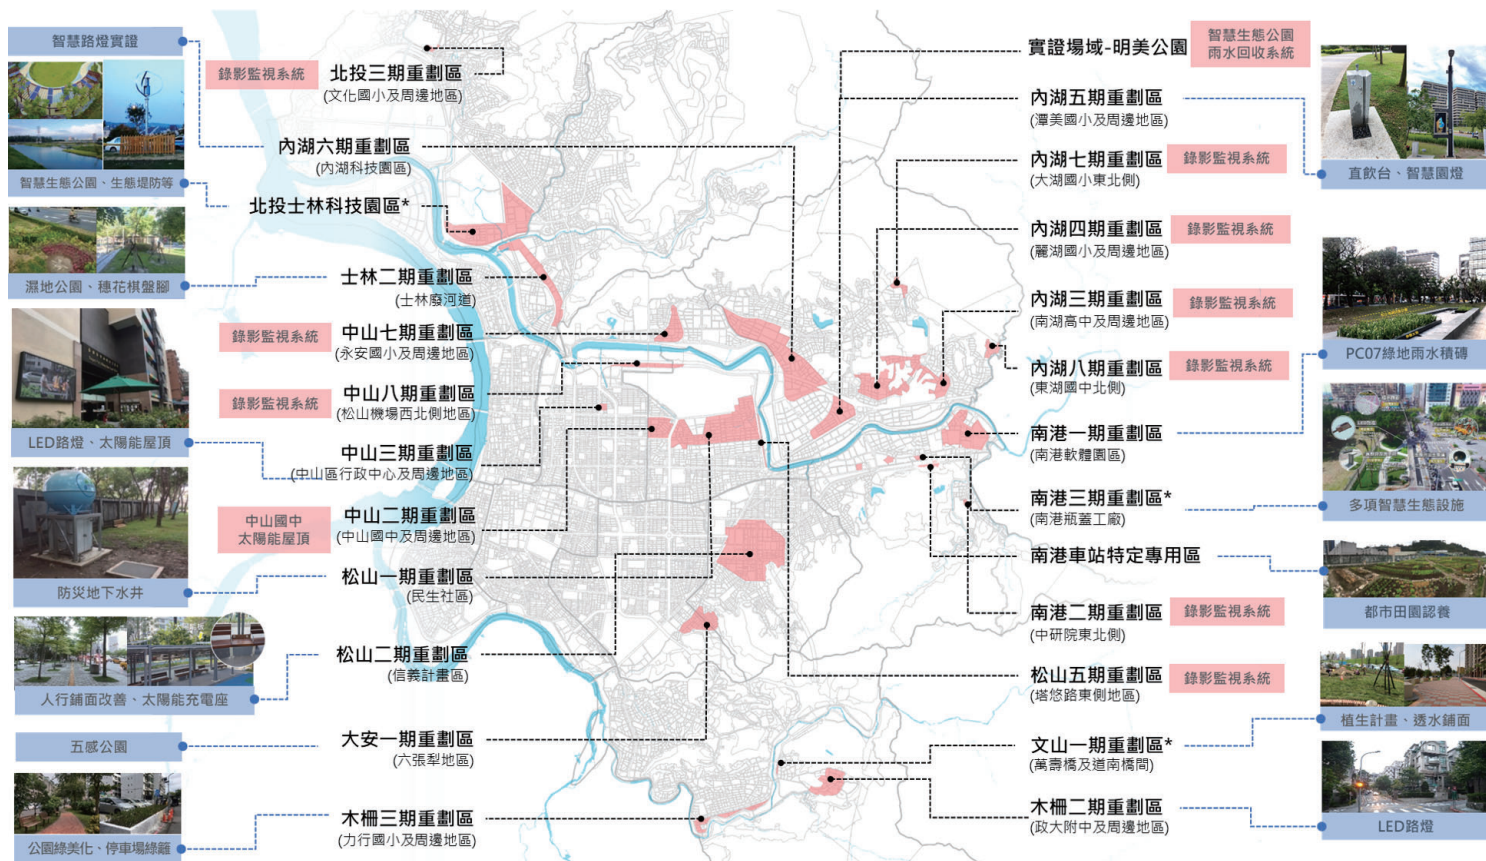 智慧路燈實證
智慧生態公園、生態堤防等
濕地公園、穗花棋盤腳
LED路燈、太陽能屋頂
防災地下水井
人行鋪面改善、太陽能充電座
五感公園
公園綠美化、停車場綠籬
錄影監視系統
北投三期重劃區
(文化國小及周邊地區)
內湖六期重劃區
(內湖科技園區)
北投士林科技園區*
士林二期重劃區
(士林廢河道)
錄影監視系統
中山七期重劃區
(永安國小及周邊地區)
錄影監視系統
中山八期重劃區
(松山機場西北側地區)
中山三期重劃區
(中山區行政中心及周邊地區)
中山國中
太陽能屋頂
中山二期重劃區
(中山國中及周邊地區)
松山一期重劃區
(民生社區)
松山二期重劃區
(信義計畫區)
大安一期重劃區
(六張犁地區)
木柵三期重劃區
(力行國小及周邊地區)
實證場域-明美公園
智慧生態公園
雨水回收系統
內湖五期重劃區
(潭美國小及周邊地區)
內湖七期重劃區
(大湖國小東北側)
錄影監視系統
內湖四期重劃區
(麗湖國小及周邊地區)
錄影監視系統
內湖三期重劃區
(南湖高中及周邊地區)
錄影監視系統
內湖八期重劃區
(東湖國中北側)
錄影監視系統
南港一期重劃區
(南港軟體園區)
南港三期重劃區*
(南港瓶蓋工廠)
南港車站特定專用區
南港二期重劃區
(中研院東北側)
錄影監視系統
松山五期重劃區
(塔悠路東側地區)
錄影監視系統
文山一期重劃區*
(萬壽橋及道南橋間)
木柵二期重劃區
(政大附中及周邊地區)
直飲台、智慧園燈
PC07綠地雨水積磚
多項智慧生態設施
都市田園認養
植生計畫、透水鋪面
LED路燈